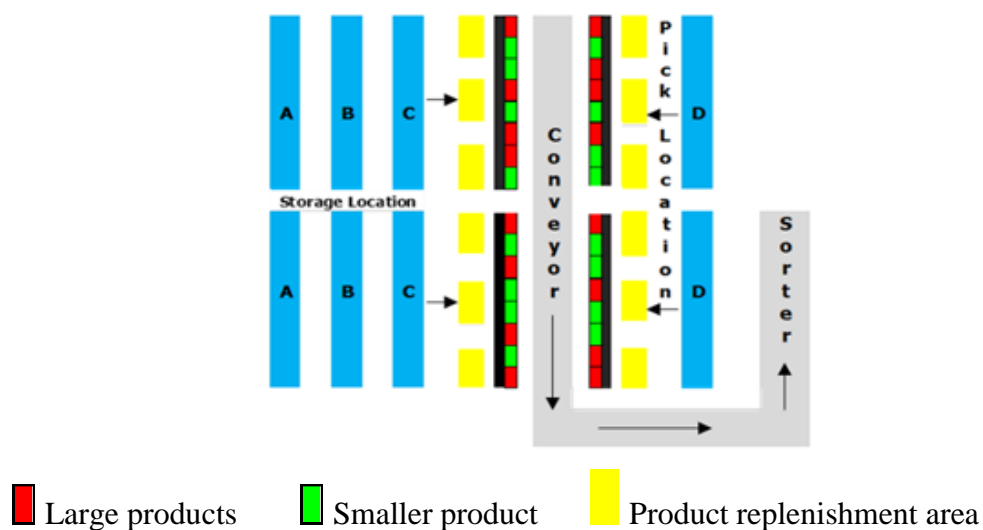 A B C
Pick Location
D
Conveyor
Storage Location
Sorter
A B C
D
Large products
Smaller product
Product replenishment area